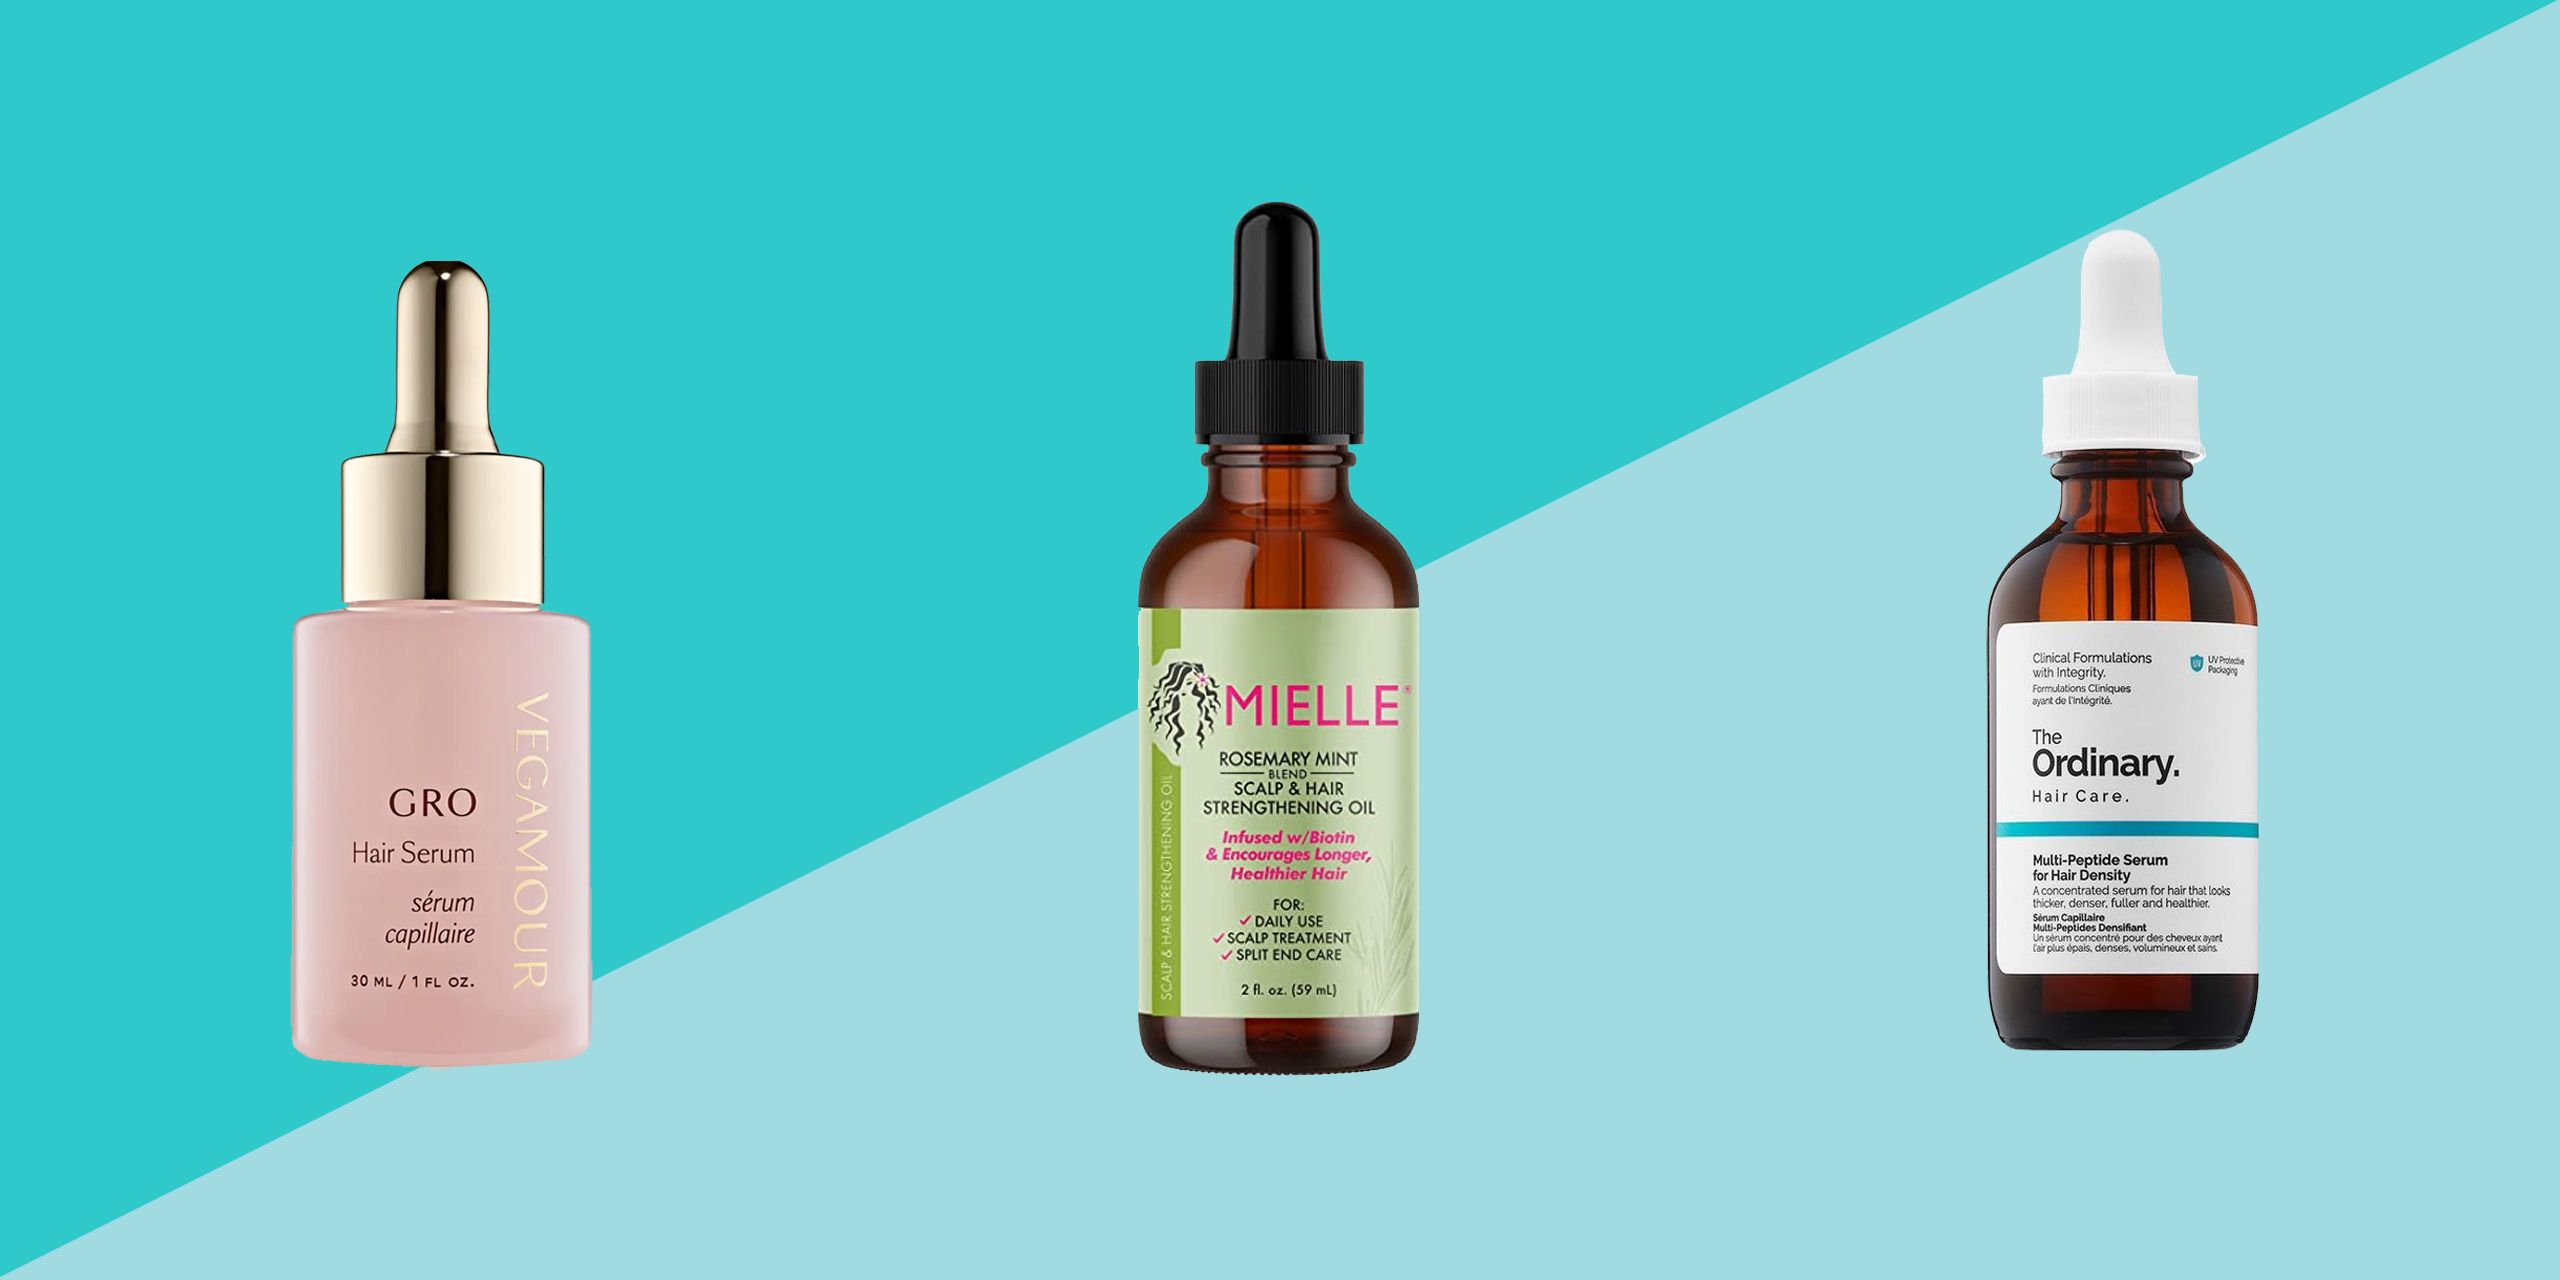 GRO
Hair Serum
sérum
capillaire
30 ML / 1 FL OZ.
VEGAMOUR
MIELLE®
ROSEMARY MINT
BLEND
SCALP & HAIR
STRENGTHENING OIL
Infused w/Biotin
& Encourages Longer,
Healthier Hair
FOR:
✓ DAILY USE
✓ SCALP TREATMENT
✓ SPLIT END CARE
2 fl. oz. (59 mL)
SCALP & HAIR STRENGTHENING OIL
Clinical Formulations
with Integrity.
Formulations Cliniques
ayant de l'Intégrité.
UV
UV Protective
Packaging
The
Ordinary.
Hair Care.
Multi-Peptide Serum
for Hair Density
A concentrated serum for hair that looks
thicker, denser, fuller and healthier.
Sérum Capillaire
Multi-Peptides Densifiant
Un sérum concentré pour des cheveux ayant
l'air plus épais, denses, volumineux et sains.